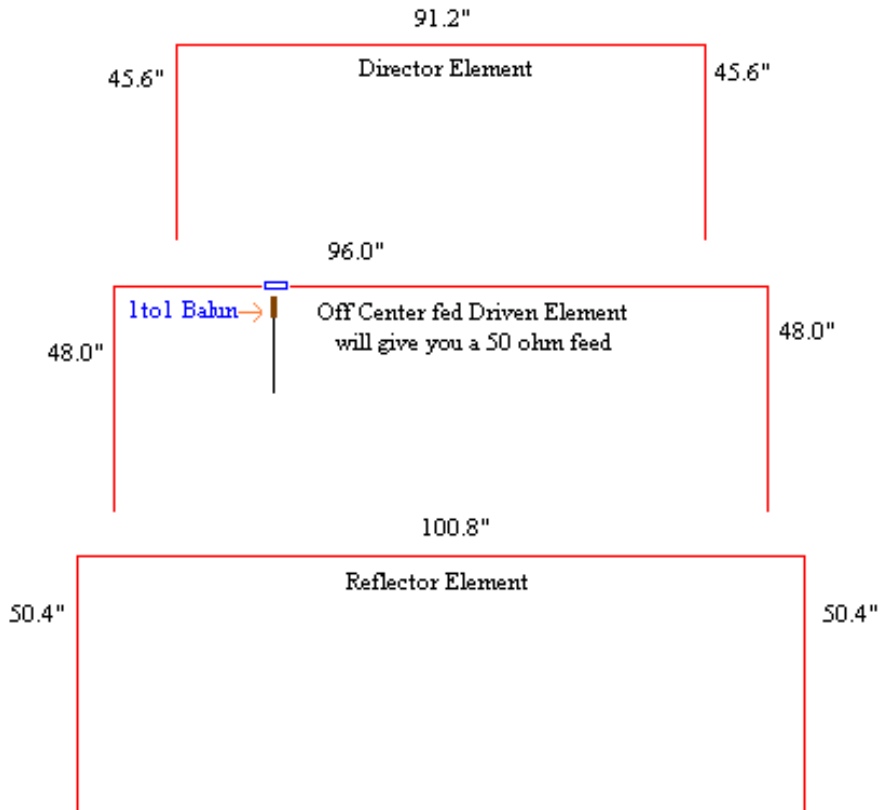 91.2"
45.6"
Director Element
45.6"
96.0"
1to1 Balun
Off Center fed Driven Element
will give you a 50 ohm feed
48.0"
48.0"
100.8"
Reflector Element
50.4"
50.4"